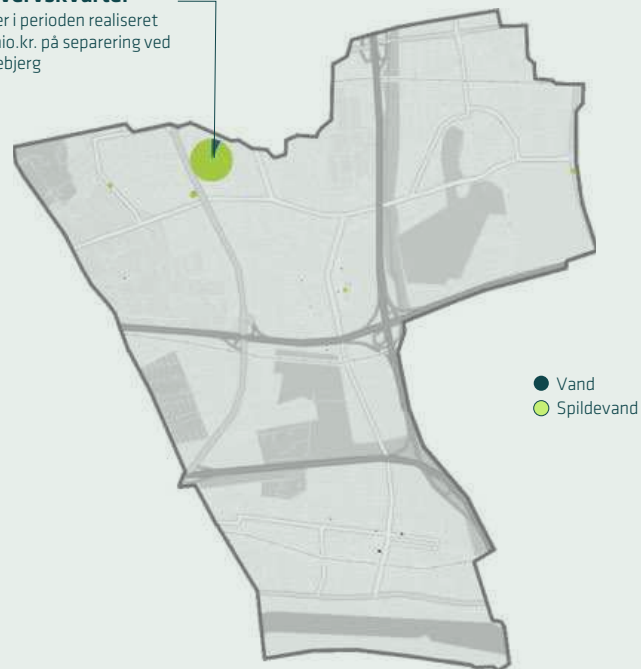 er i perioden realiseret
io.kr. på separering ved
ebjerg
Vand
Spildevand